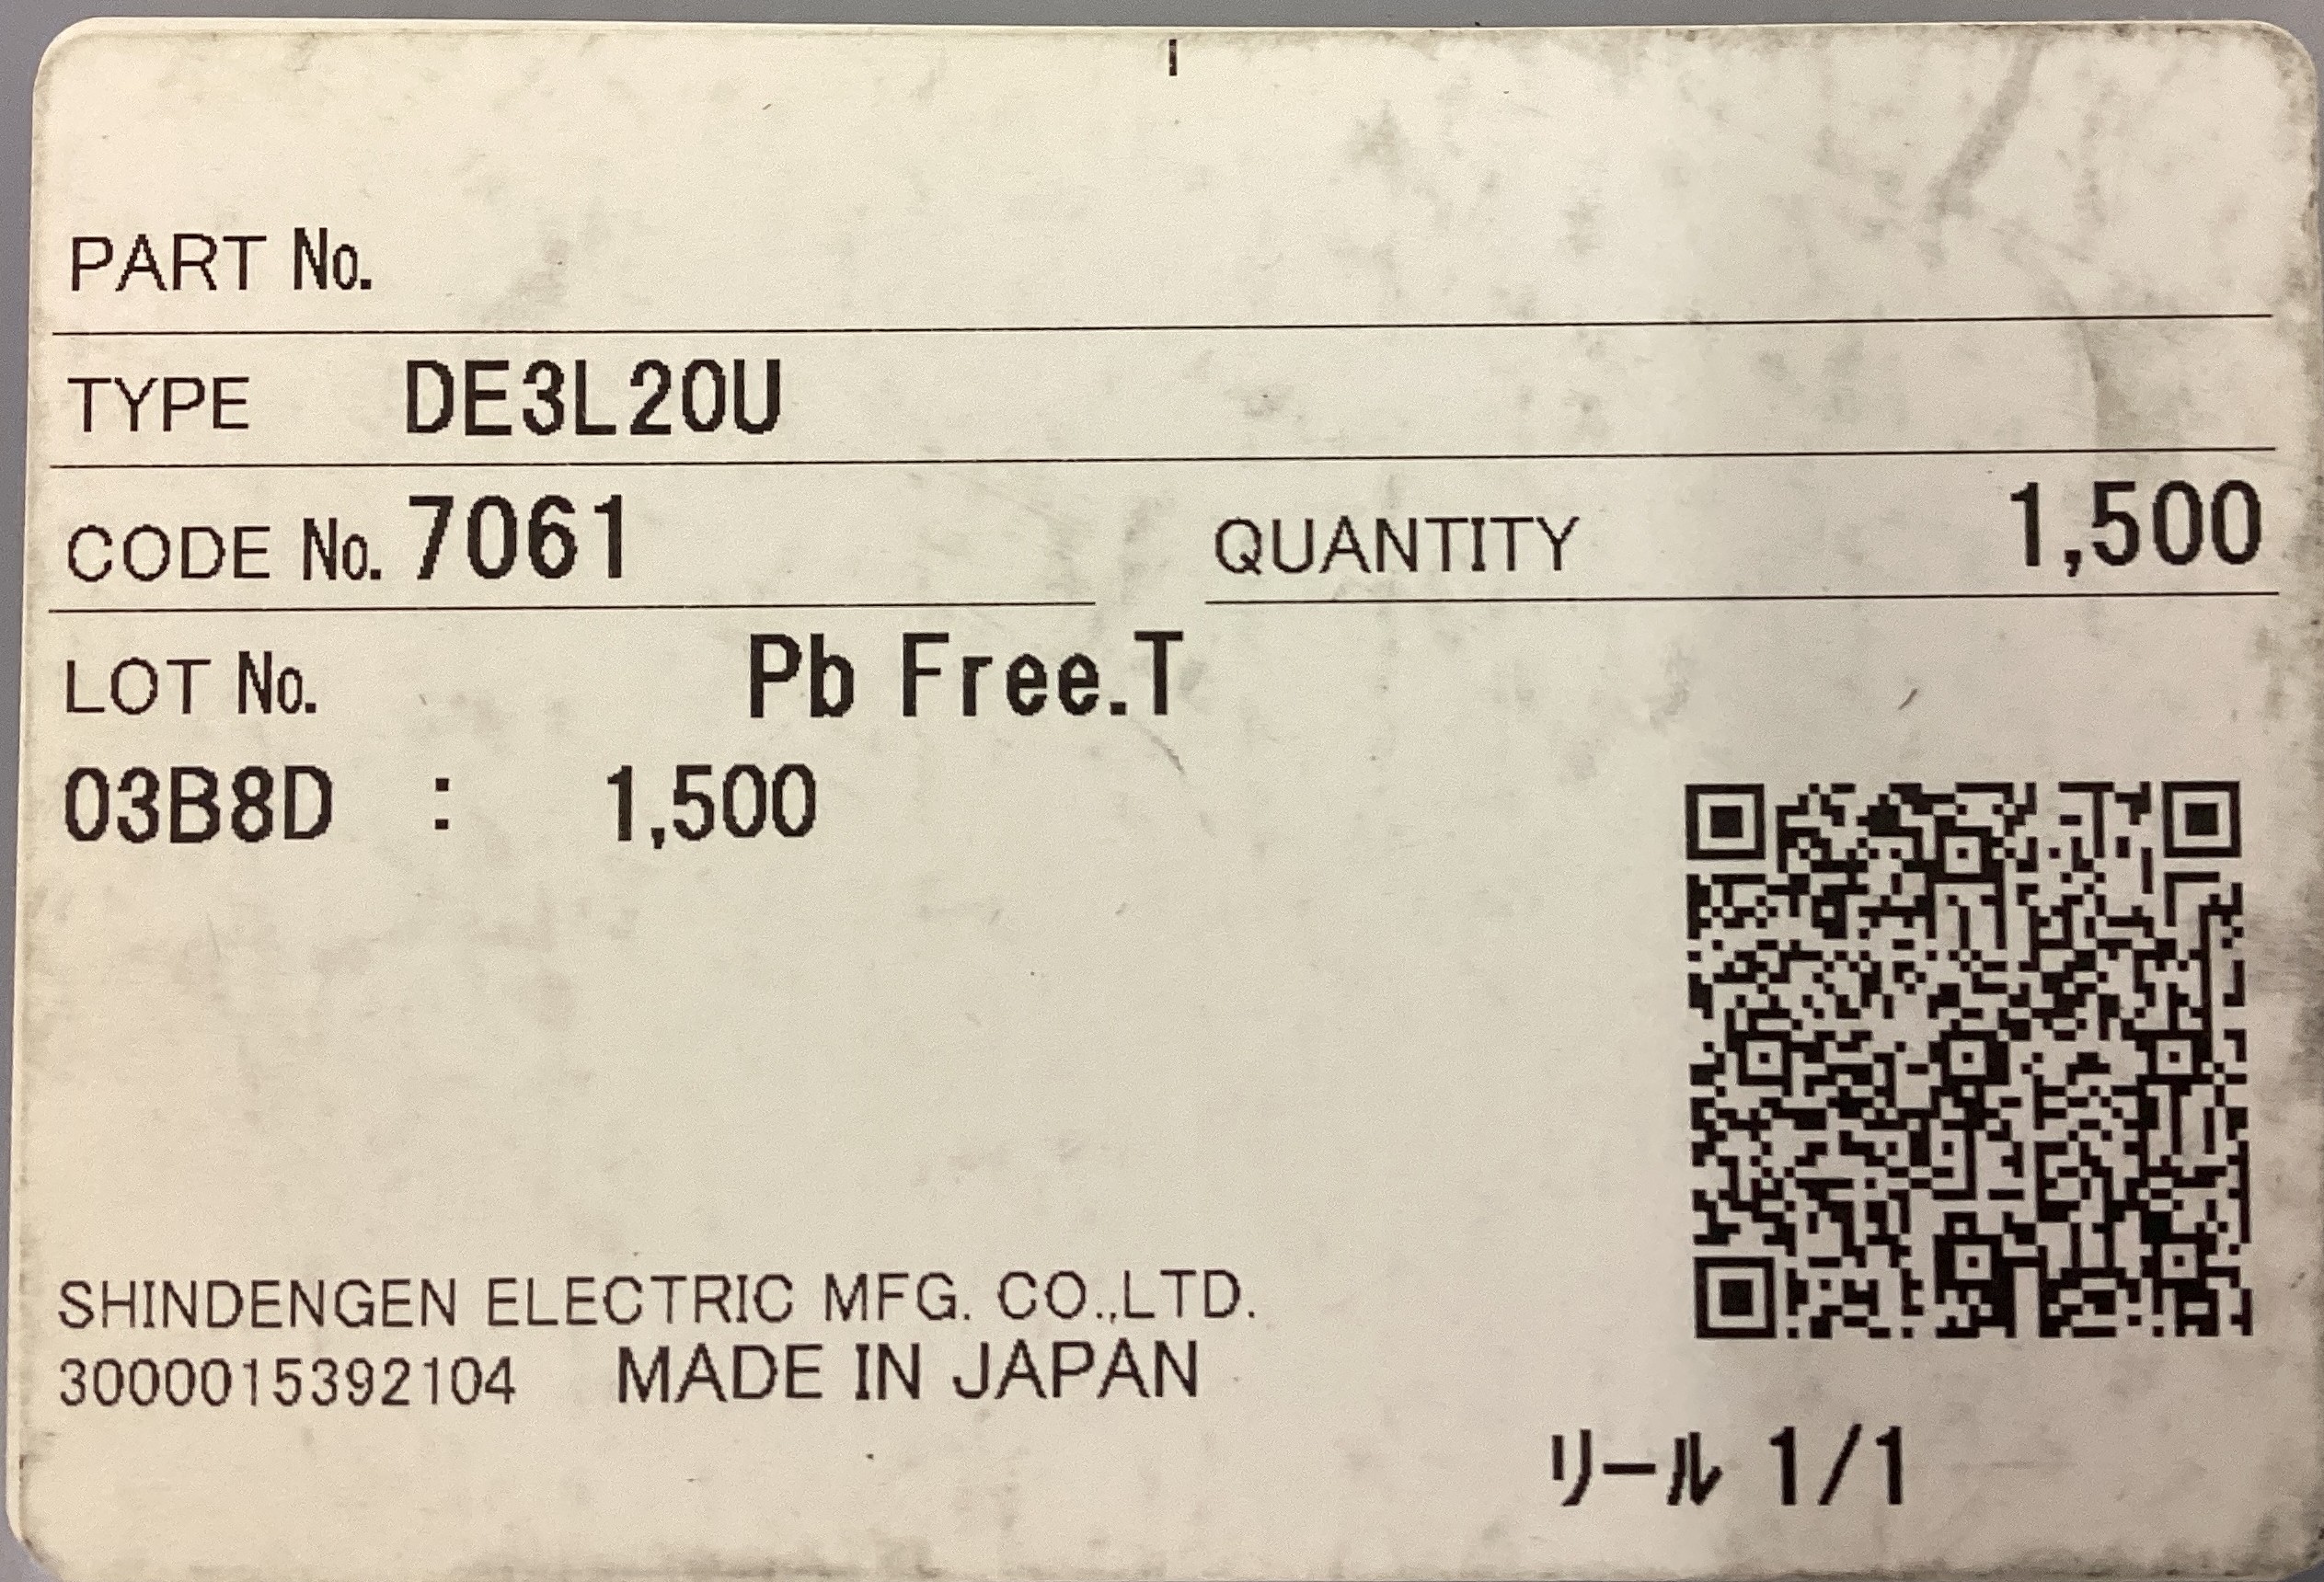 PART No.
TYPE DE3L20U
CODE No. 7061 QUANTITY 1,500
LOT No. Pb Free.T
03B8D : 1,500
SHINDENGEN ELECTRIC MFG. CO.,LTD.
3000015392104 MADE IN JAPAN
リール 1/1